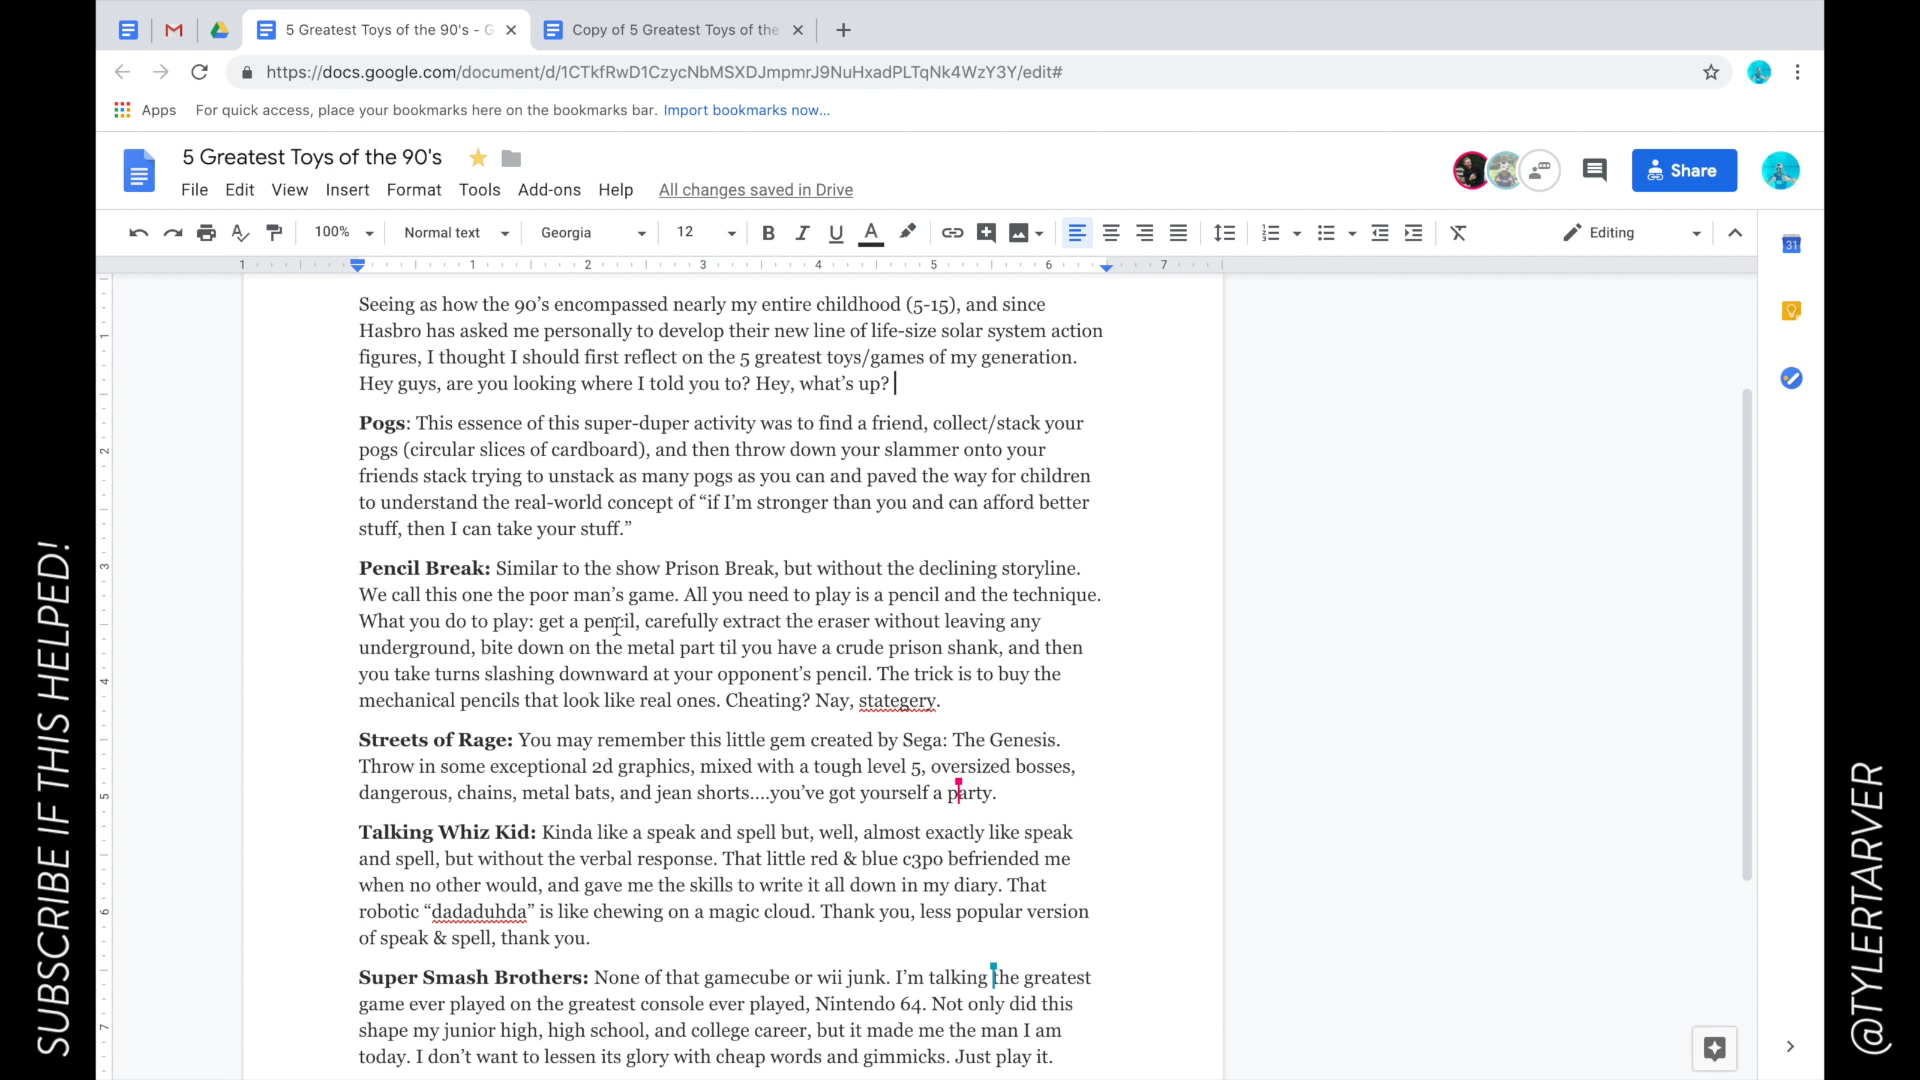 5 Greatest Toys of the 90's - G
Copy of 5 Greatest Toys of the
https://docs.google.com/document/d/1CTkfRwD1CzycNbMSXDJmpmrJ9NuHxadPLTqNk4WzY3Y/edit#
Apps For quick access, place your bookmarks here on the bookmarks bar. Import bookmarks now...
5 Greatest Toys of the 90's
File Edit View Insert Format Tools Add-ons Help All changes saved in Drive
Share
100% Normal text Georgia 12 B I U A Editing
31
1 1 2 3 4 5 6 7
Seeing as how the 90’s encompassed nearly my entire childhood (5-15), and since
Hasbro has asked me personally to develop their new line of life-size solar system action
figures, I thought I should first reflect on the 5 greatest toys/games of my generation.
Hey guys, are you looking where I told you to? Hey, what’s up?
Pogs: This essence of this super-duper activity was to find a friend, collect/stack your
pogs (circular slices of cardboard), and then throw down your slammer onto your
friends stack trying to unstack as many pogs as you can and paved the way for children
to understand the real-world concept of “if I’m stronger than you and can afford better
stuff, then I can take your stuff.”
Pencil Break: Similar to the show Prison Break, but without the declining storyline.
We call this one the poor man’s game. All you need to play is a pencil and the technique.
What you do to play: get a pencil, carefully extract the eraser without leaving any
underground, bite down on the metal part til you have a crude prison shank, and then
you take turns slashing downward at your opponent’s pencil. The trick is to buy the
mechanical pencils that look like real ones. Cheating? Nay, stategery.
Streets of Rage: You may remember this little gem created by Sega: The Genesis.
Throw in some exceptional 2d graphics, mixed with a tough level 5, oversized bosses,
dangerous, chains, metal bats, and jean shorts....you’ve got yourself a party.
Talking Whiz Kid: Kinda like a speak and spell but, well, almost exactly like speak
and spell, but without the verbal response. That little red & blue c3po befriended me
when no other would, and gave me the skills to write it all down in my diary. That
robotic “dadaduhda” is like chewing on a magic cloud. Thank you, less popular version
of speak & spell, thank you.
Super Smash Brothers: None of that gamecube or wii junk. I’m talking the greatest
game ever played on the greatest console ever played, Nintendo 64. Not only did this
shape my junior high, high school, and college career, but it made me the man I am
today. I don’t want to lessen its glory with cheap words and gimmicks. Just play it.
1
2
3
4
5
6
7
SUBSCRIBE IF THIS HELPED!
@TYLERTARVER